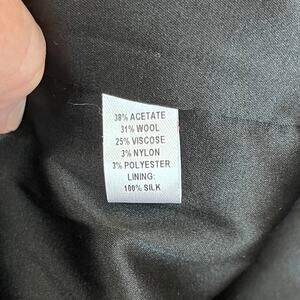 38% ACETATE
31% WOOL
25% VISCOSE
3% NYLON
3% POLYESTER
LINING:
100% SILK